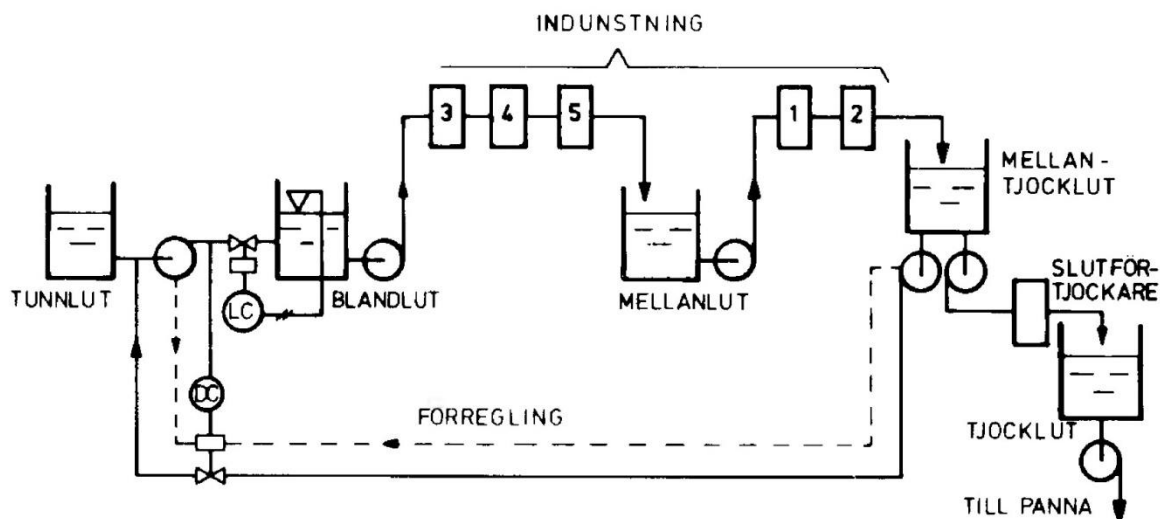 INDUNSTNING
3
4
5
1
2
MELLAN-
TJOCKLUT
TUNNLUT
LC
BLANDLUT
MELLANLUT
SLUTFÖR-
TJOCKARE
DC
FÖRREGLING
TJOCKLUT
TILL PANNA